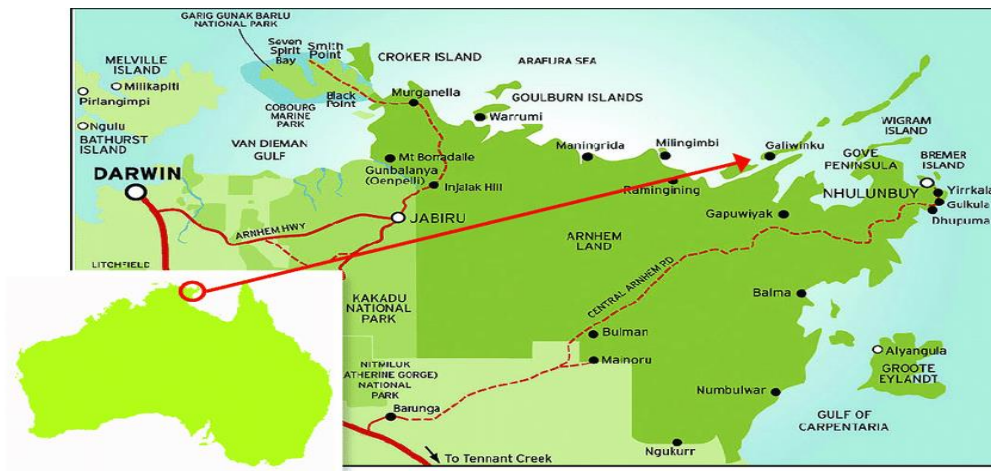 GARIG GUNAK BARLU
NATIONAL PARK
Seven
Spirit
Bay
Smith
Point
CROKER ISLAND
ARAFURA SEA
MELVILLE
ISLAND
Milikapiti
Pirlangimpi
Black
Point
Murganella
GOULBURN ISLANDS
COBOURG
MARINE
PARK
Warrumi
WIGRAM
ISLAND
Ngulu
BATHURST
ISLAND
VAN DIEMAN
GULF
Maningrida
Milingimbi
Galiwinku
GOVE
PENINSULA
BREMER
ISLAND
Mt Borradaile
Gunbalanya
(Oenpelli)
DARWIN
Injalak Hill
Ramingining
NHULUNBUY
Yirrkala
Gulkula
Dhupuma
JABIRU
Gapuwiyak
ARNHEM HWY
ARNHEM
LAND
LITCHFIELD
CENTRAL ARNHEM RD
KAKADU
NATIONAL
PARK
Balma
Bulman
Mainoru
Alyangula
GROOTE
EYLANDT
NITMILUK
ATHERINE GORGE)
NATIONAL
PARK
Numbulwar
Barunga
GULF OF
CARPENTARIA
Ngukurr
To Tennant Creek